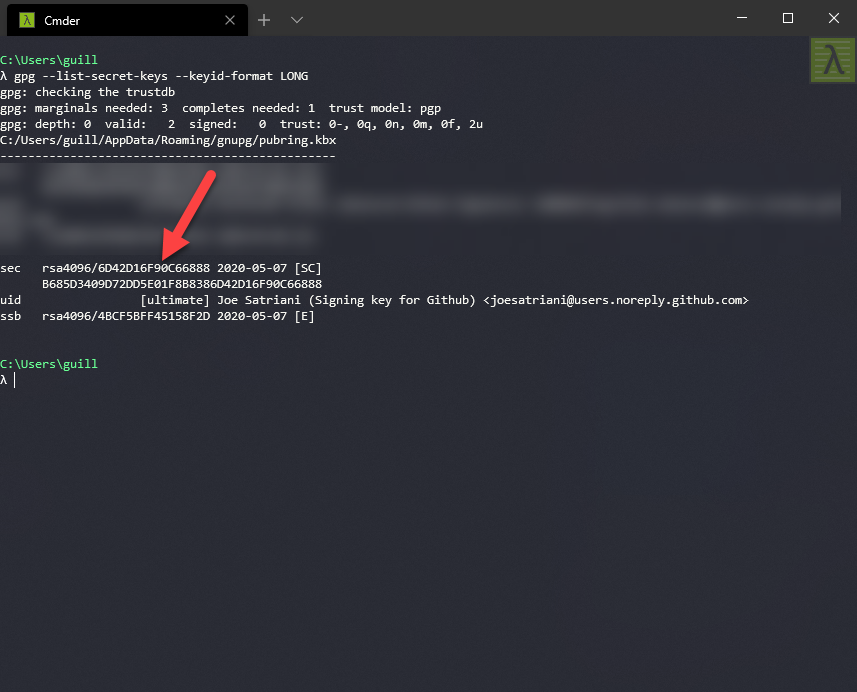 Cmder
C:\Users\guill
λ gpg --list-secret-keys --keyid-format LONG
gpg: checking the trustdb
gpg: marginals needed: 3  completes needed: 1  trust model: pgp
gpg: depth: 0  valid:   2  signed:   0  trust: 0-, 0q, 0n, 0m, 0f, 2u
C:/Users/guill/AppData/Roaming/gnupg/pubring.kbx
------------------------------------------------
sec   rsa4096/6D42D16F90C66888 2020-05-07 [SC]
      B685D3409D72DD5E01F8B8386D42D16F90C66888
uid                 [ultimate] Joe Satriani (Signing key for Github) <joesatriani@users.noreply.github.com>
ssb   rsa4096/4BCF5BFF45158F2D 2020-05-07 [E]
C:\Users\guill
λ